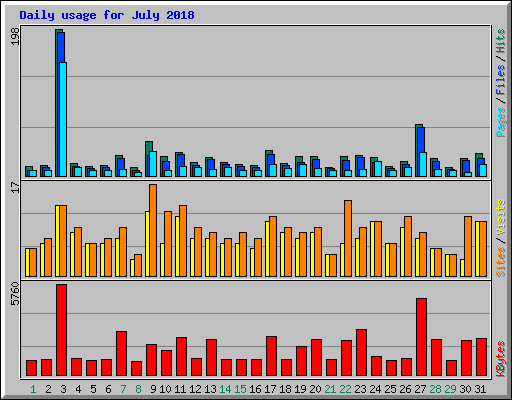 Daily usage for July 2018
198
Pages / Files / Hits
17
Sites / Visits
5760
KBytes
1 2 3 4 5 6 7 8 9 10 11 12 13 14 15 16 17 18 19 20 21 22 23 24 25 26 27 28 29 30 31